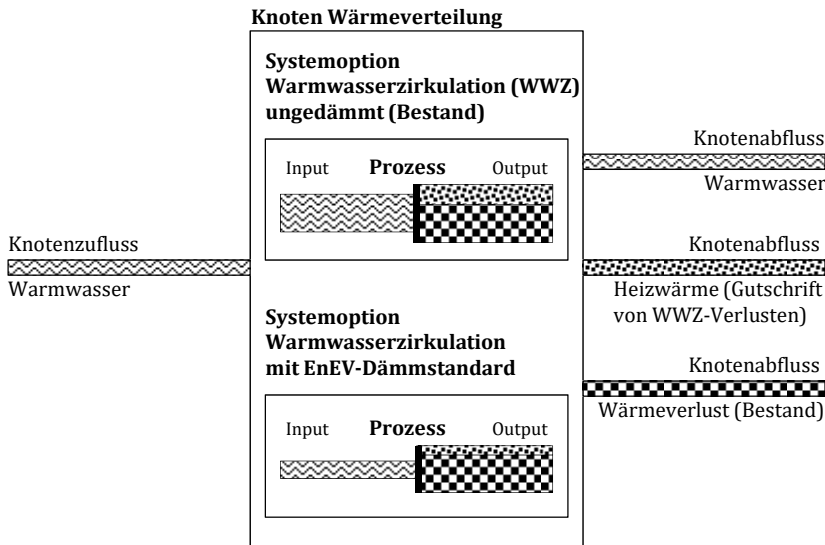 Knoten Wärmeverteilung
Systemoption
Warmwasserzirkulation (WWZ)
ungedämmt (Bestand)
Input Prozess Output
Knotenzufluss
Warmwasser
Systemoption
Warmwasserzirkulation
mit EnEV-Dämmstandard
Input Prozess Output
Knotenabfluss
Warmwasser
Knotenabfluss
Heizwärme (Gutschrift
von WWZ-Verlusten)
Knotenabfluss
Wärmeverlust (Bestand)